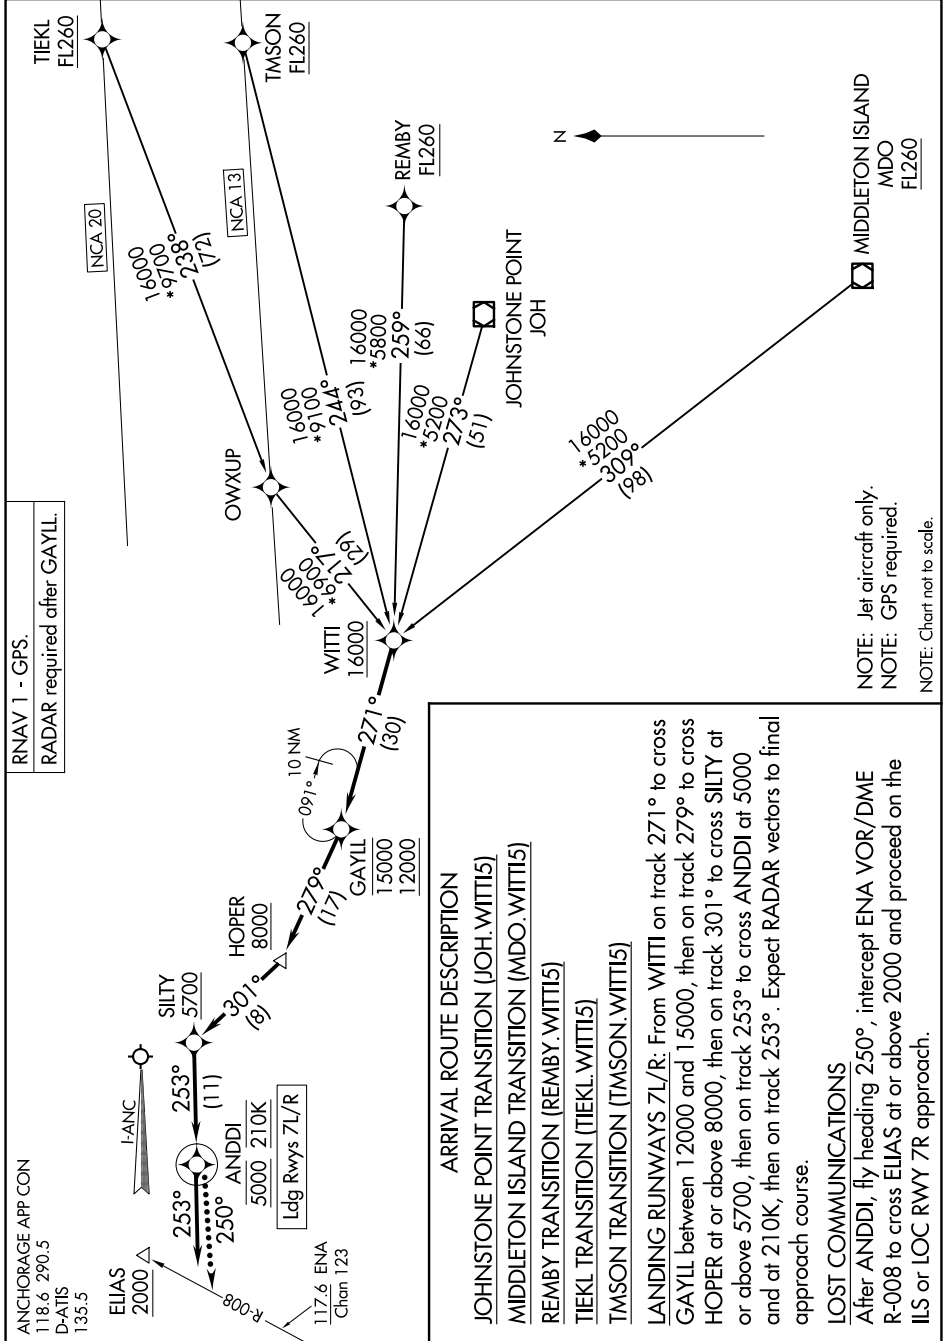 ANCHORAGE APP CON
118.6 290.5
D-ATIS
135.5
RNAV 1 - GPS.
RADAR required after GAYLL.
TIEKL
FL260
TMSON
FL260
NCA 20
NCA 13
16000
*9700
238°
(72)
REMBY
FL260
N
16000
*9100
244°
(93)
16000
*5800
259°
(66)
JOHNSTONE POINT
JOH
16000
*5200
273°
(51)
MIDDLETON ISLAND
MDO
FL260
16000
*5200
309°
(98)
OWXUP
16000
*6900
217°
(29)
WITTI
16000
271°
(30)
10 NM
091°
GAYLL
15000
12000
279°
(17)
HOPER
8000
301°
(8)
SILTY
5700
I-ANC
253°
(11)
ANDDI
5000 210K
Ldg Rwys 7L/R
253°
250°
ELIAS
2000
R-008
117.6 ENA
Chan 123
ARRIVAL ROUTE DESCRIPTION
JOHNSTONE POINT TRANSITION (JOH.WITTI5)
MIDDLETON ISLAND TRANSITION (MDO.WITTI5)
REMBY TRANSITION (REMBY.WITTI5)
TIEKL TRANSITION (TIEKL.WITTI5)
TMSON TRANSITION (TMSON.WITTI5)
LANDING RUNWAYS 7L/R: From WITTI on track 271° to cross
GAYLL between 12000 and 15000, then on track 279° to cross
HOPER at or above 8000, then on track 301° to cross SILTY at
or above 5700, then on track 253° to cross ANDDI at 5000
and at 210K, then on track 253°. Expect RADAR vectors to final
approach course.
LOST COMMUNICATIONS
After ANDDI, fly heading 250°, intercept ENA VOR/DME
R-008 to cross ELIAS at or above 2000 and proceed on the
ILS or LOC RWY 7R approach.
NOTE: Jet aircraft only.
NOTE: GPS required.
NOTE: Chart not to scale.